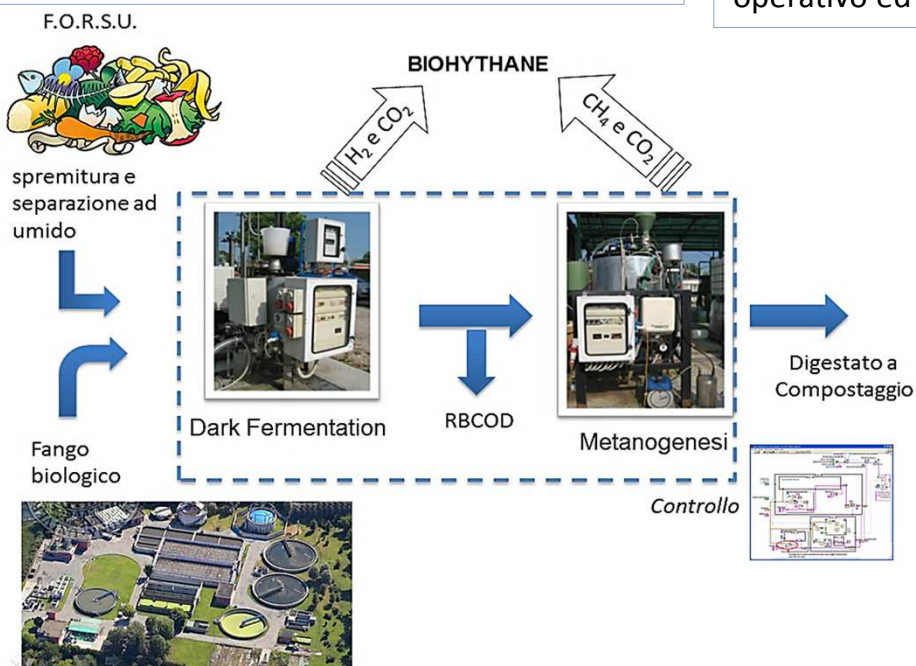 operativo ed
F.O.R.S.U.
BIOHYTHANE
H₂ e CO₂
CH₄ e CO₂
spremitura e
separazione ad
umido
Dark Fermentation
RBCOD
Metanogenesi
Digestato a
Compostaggio
Fango
biologico
Controllo